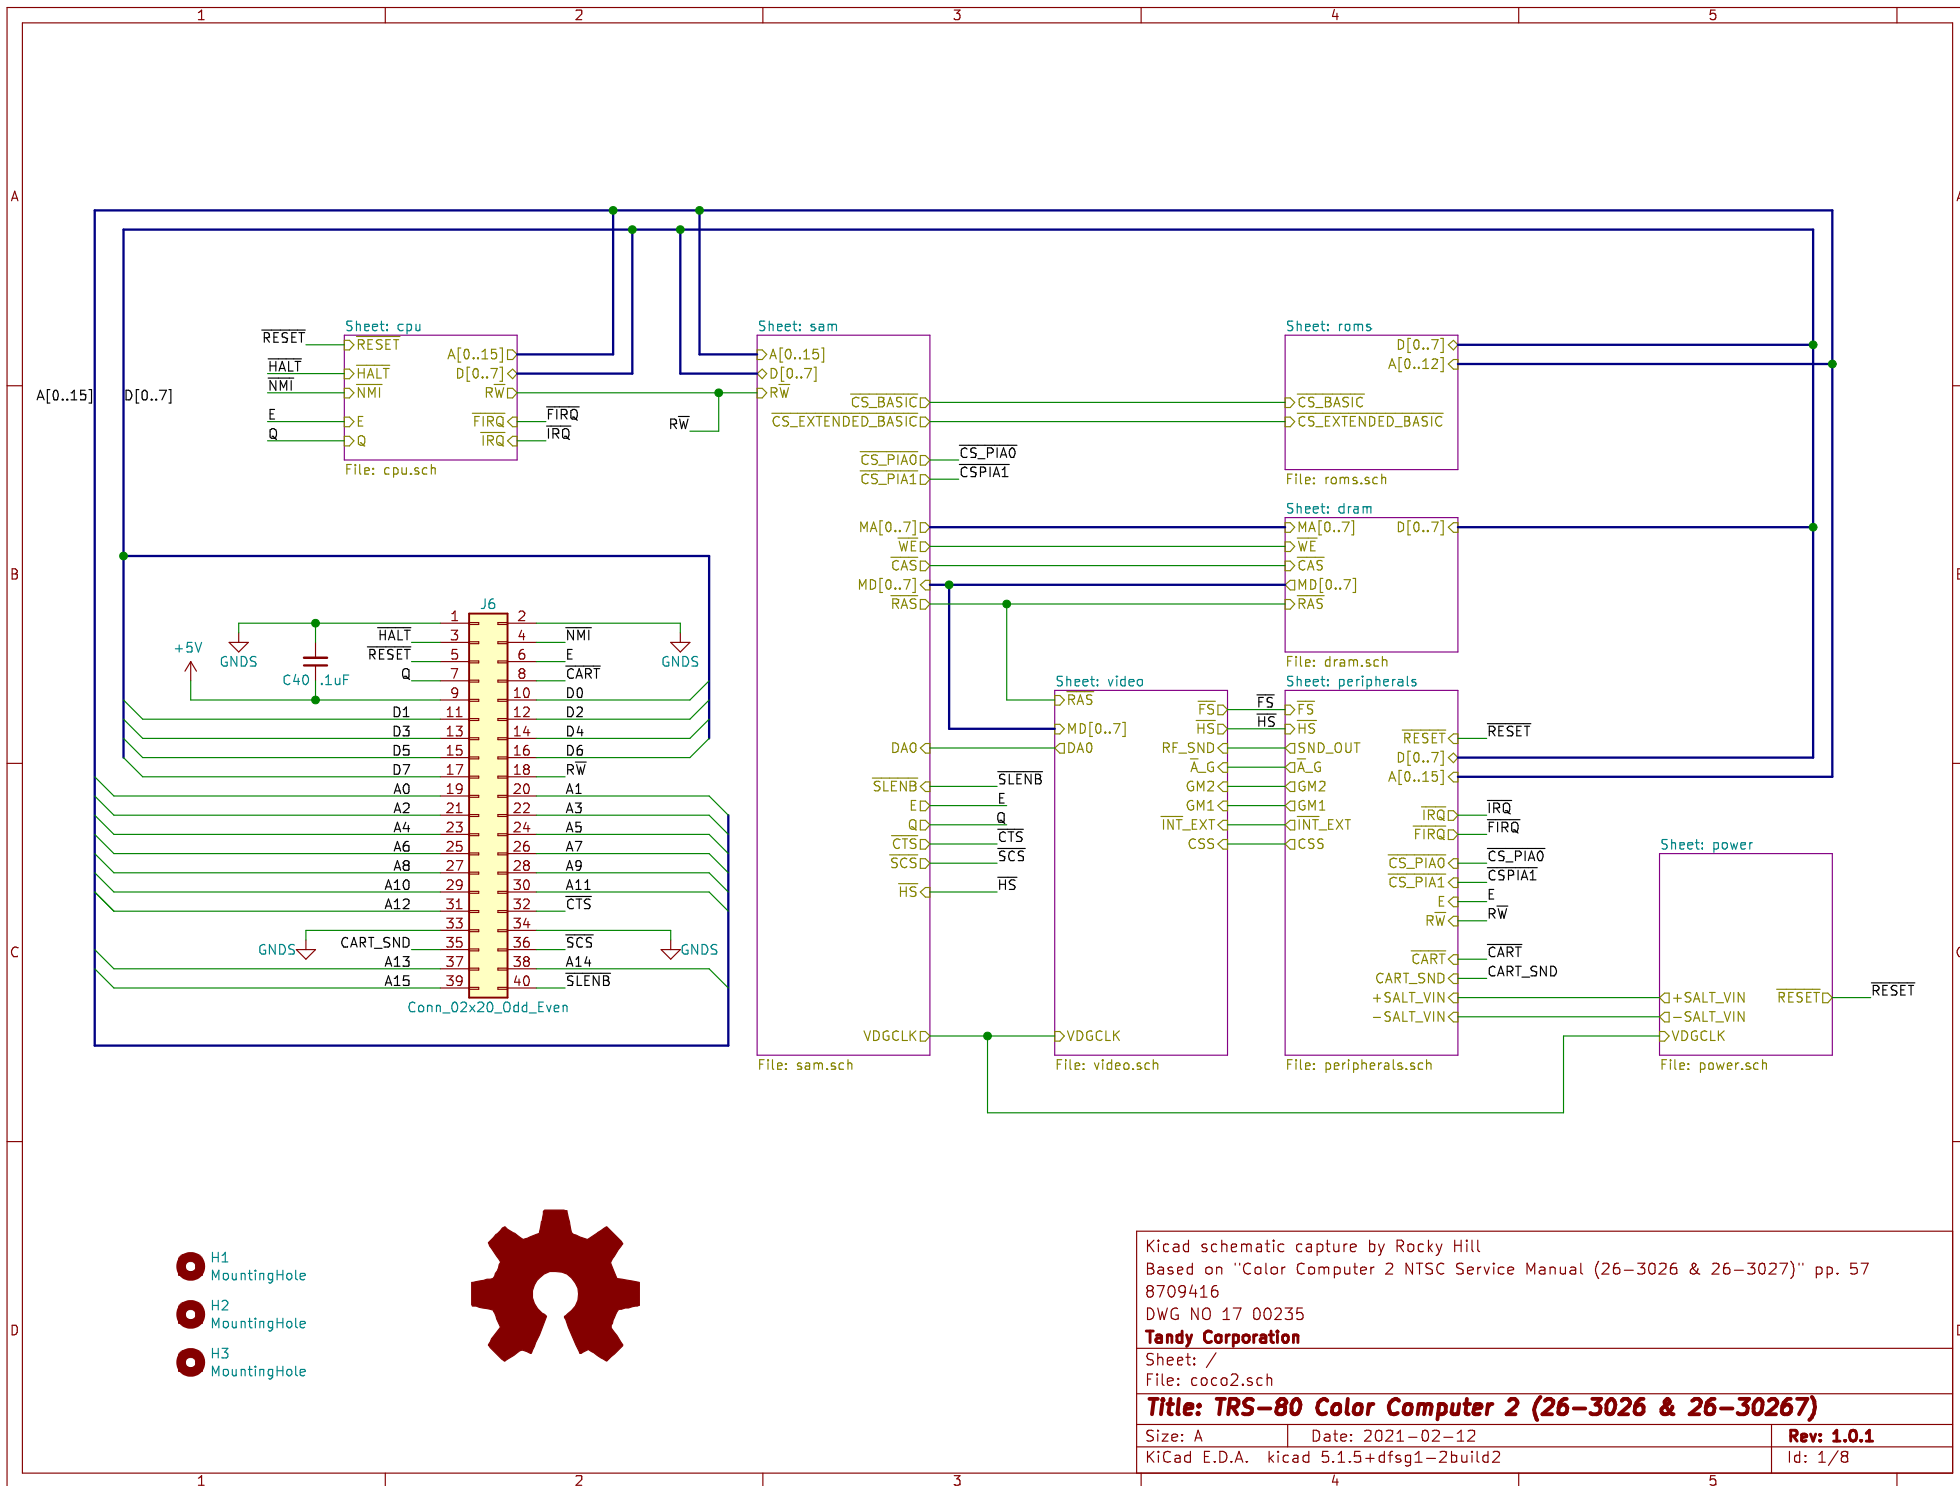 1 2 3 4 5
A
A
B
B
C
C
D
D
1 2 3 4 5
A[0..15]
D[0..7]
Sheet: cpu
RESET
HALT
NMI
E
Q
RESET
HALT
NMI
E
Q
A[0..15]
D[0..7]
RW
FIRQ
IRQ
FIRQ
IRQ
RW
File: cpu.sch
Sheet: sam
A[0..15]
D[0..7]
RW
CS_BASIC
CS_EXTENDED_BASIC
CS_PIA0
CS_PIA1
CS_PIA0
CSPIA1
MA[0..7]
WE
CAS
MD[0..7]
RAS
DA0
SLENB
E
Q
CTS
SCS
HS
SLENB
E
Q
CTS
SCS
HS
VDGCLK
File: sam.sch
Sheet: roms
D[0..7]
A[0..12]
CS_BASIC
CS_EXTENDED_BASIC
File: roms.sch
Sheet: dram
MA[0..7] D[0..7]
WE
CAS
MD[0..7]
RAS
File: dram.sch
Sheet: video
RAS
MD[0..7]
DA0
FS
HS
RF_SND
A_G
GM2
GM1
INT_EXT
CSS
VDGCLK
File: video.sch
FS
HS
Sheet: peripherals
FS
HS
SND_OUT
A_G
GM2
GM1
INT_EXT
CSS
RESET
D[0..7]
A[0..15]
IRQ
FIRQ
CS_PIA0
CS_PIA1
E
RW
CART
CART_SND
+SALT_VIN
-SALT_VIN
RESET
IRQ
FIRQ
CS_PIA0
CSPIA1
E
RW
CART
CART_SND
File: peripherals.sch
Sheet: power
+SALT_VIN
-SALT_VIN
VDGCLK
RESET
RESET
File: power.sch
J6
+5V
GNDS
C40 .1uF
GNDS
1 2
HALT 3 4 NMI
RESET 5 6 E
Q 7 8 CART
9 10 D0
D1 11 12 D2
D3 13 14 D4
D5 15 16 D6
D7 17 18 RW
A0 19 20 A1
A2 21 22 A3
A4 23 24 A5
A6 25 26 A7
A8 27 28 A9
A10 29 30 A11
A12 31 32 CTS
33 34
GNDS CART_SND 35 36 SCS GNDS
A13 37 38 A14
A15 39 40 SLENB
Conn_02x20_Odd_Even
H1
MountingHole
H2
MountingHole
H3
MountingHole
Kicad schematic capture by Rocky Hill
Based on "Color Computer 2 NTSC Service Manual (26-3026 & 26-3027)" pp. 57
8709416
DWG NO 17 00235
Tandy Corporation
Sheet: /
File: coco2.sch
Title: TRS-80 Color Computer 2 (26-3026 & 26-30267)
Size: A Date: 2021-02-12 Rev: 1.0.1
KiCad E.D.A. kicad 5.1.5+dfsg1-2build2 Id: 1/8